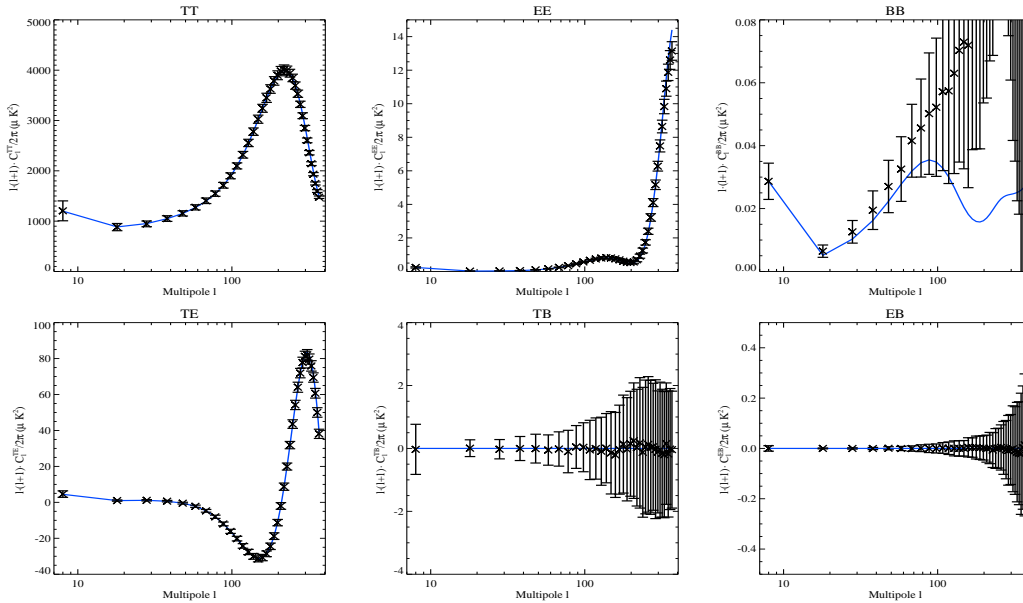 TT
5000
4000
3000
2000
1000
0
l·(l+1)· C_l^TT/2π (μ K²)
10
100
Multipole l
EE
14
12
10
8
6
4
2
0
l·(l+1)· C_l^EE/2π (μ K²)
10
100
Multipole l
BB
0.08
0.06
0.04
0.02
0.00
l·(l+1)· C_l^BB/2π (μ K²)
10
100
Multipole l
TE
100
80
60
40
20
0
-20
-40
l·(l+1)· C_l^TE/2π (μ K²)
10
100
Multipole l
TB
4
2
0
-2
-4
l·(l+1)· C_l^TB/2π (μ K²)
10
100
Multipole l
EB
0.4
0.2
0.0
-0.2
-0.4
l·(l+1)· C_l^EB/2π (μ K²)
10
100
Multipole l